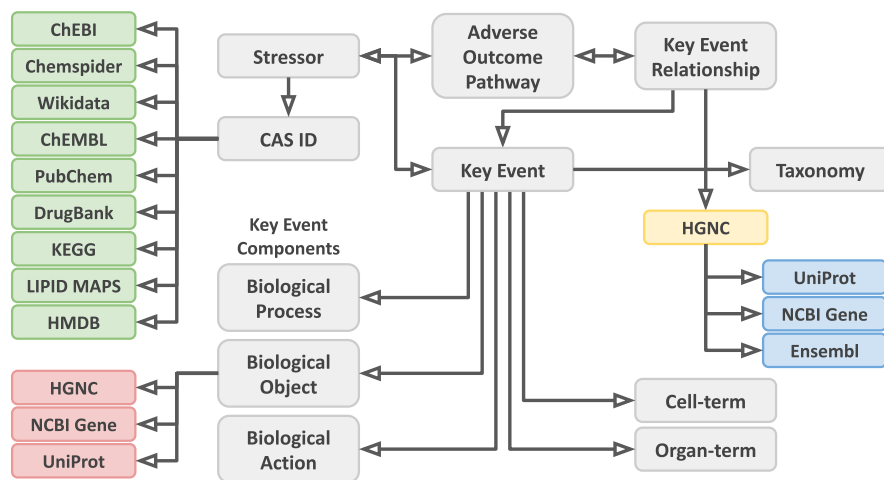 ChEBI
Chemspider
Wikidata
ChEMBL
PubChem
DrugBank
KEGG
LIPID MAPS
HMDB
HGNC
NCBI Gene
UniProt
Stressor
CAS ID
Key Event
Components
Biological
Process
Biological
Object
Biological
Action
Adverse
Outcome
Pathway
Key Event
Key Event
Relationship
Taxonomy
HGNC
UniProt
NCBI Gene
Ensembl
Cell-term
Organ-term